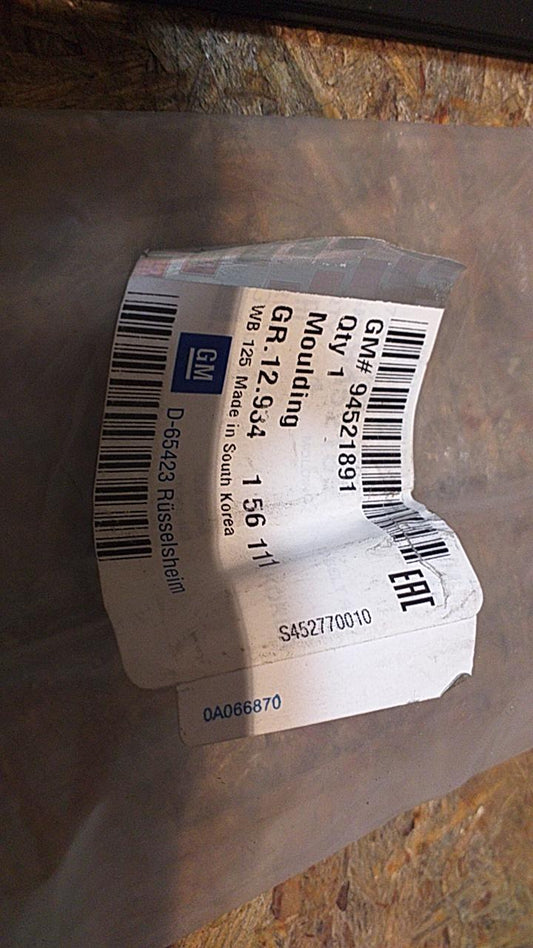 GM# 94521891
EAC
Qty 1
Moulding
GR.12.934 1 56 111
WB 125 Made in South Korea
S452770010
GM
D-65423 Rüsselsheim
0A066870